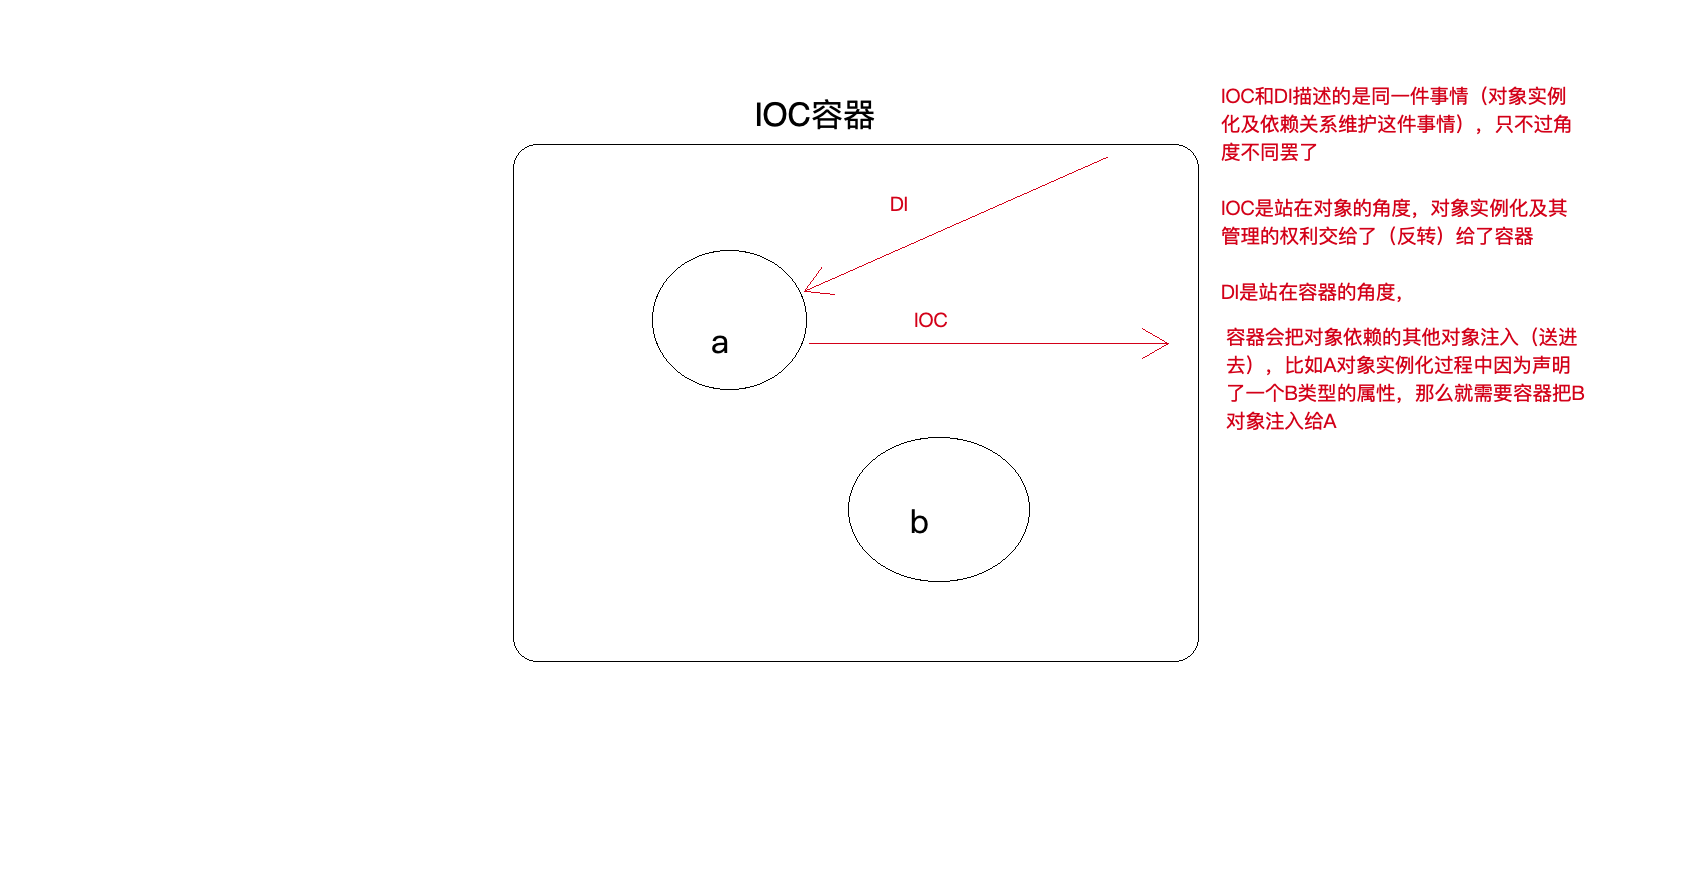 IOC容器
DI
IOC
a
b
IOC和DI描述的是同一件事情（对象实例
化及依赖关系维护这件事情），只不过角
度不同罢了
IOC是站在对象的角度，对象实例化及其
管理的权利交给了（反转）给了容器
DI是站在容器的角度，
容器会把对象依赖的其他对象注入（送进
去），比如A对象实例化过程中因为声明
了一个B类型的属性，那么就需要容器把B
对象注入给A